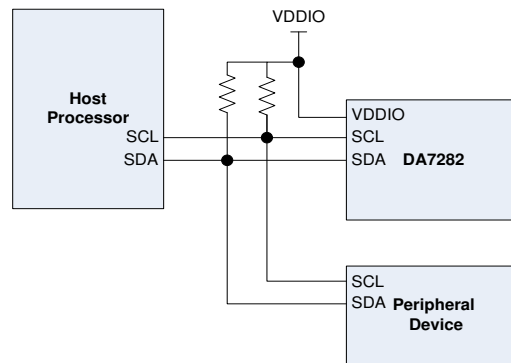 VDDIO
Host
Processor
SCL
SDA
VDDIO
SCL
SDA DA7282
SCL
SDA
Peripheral
Device